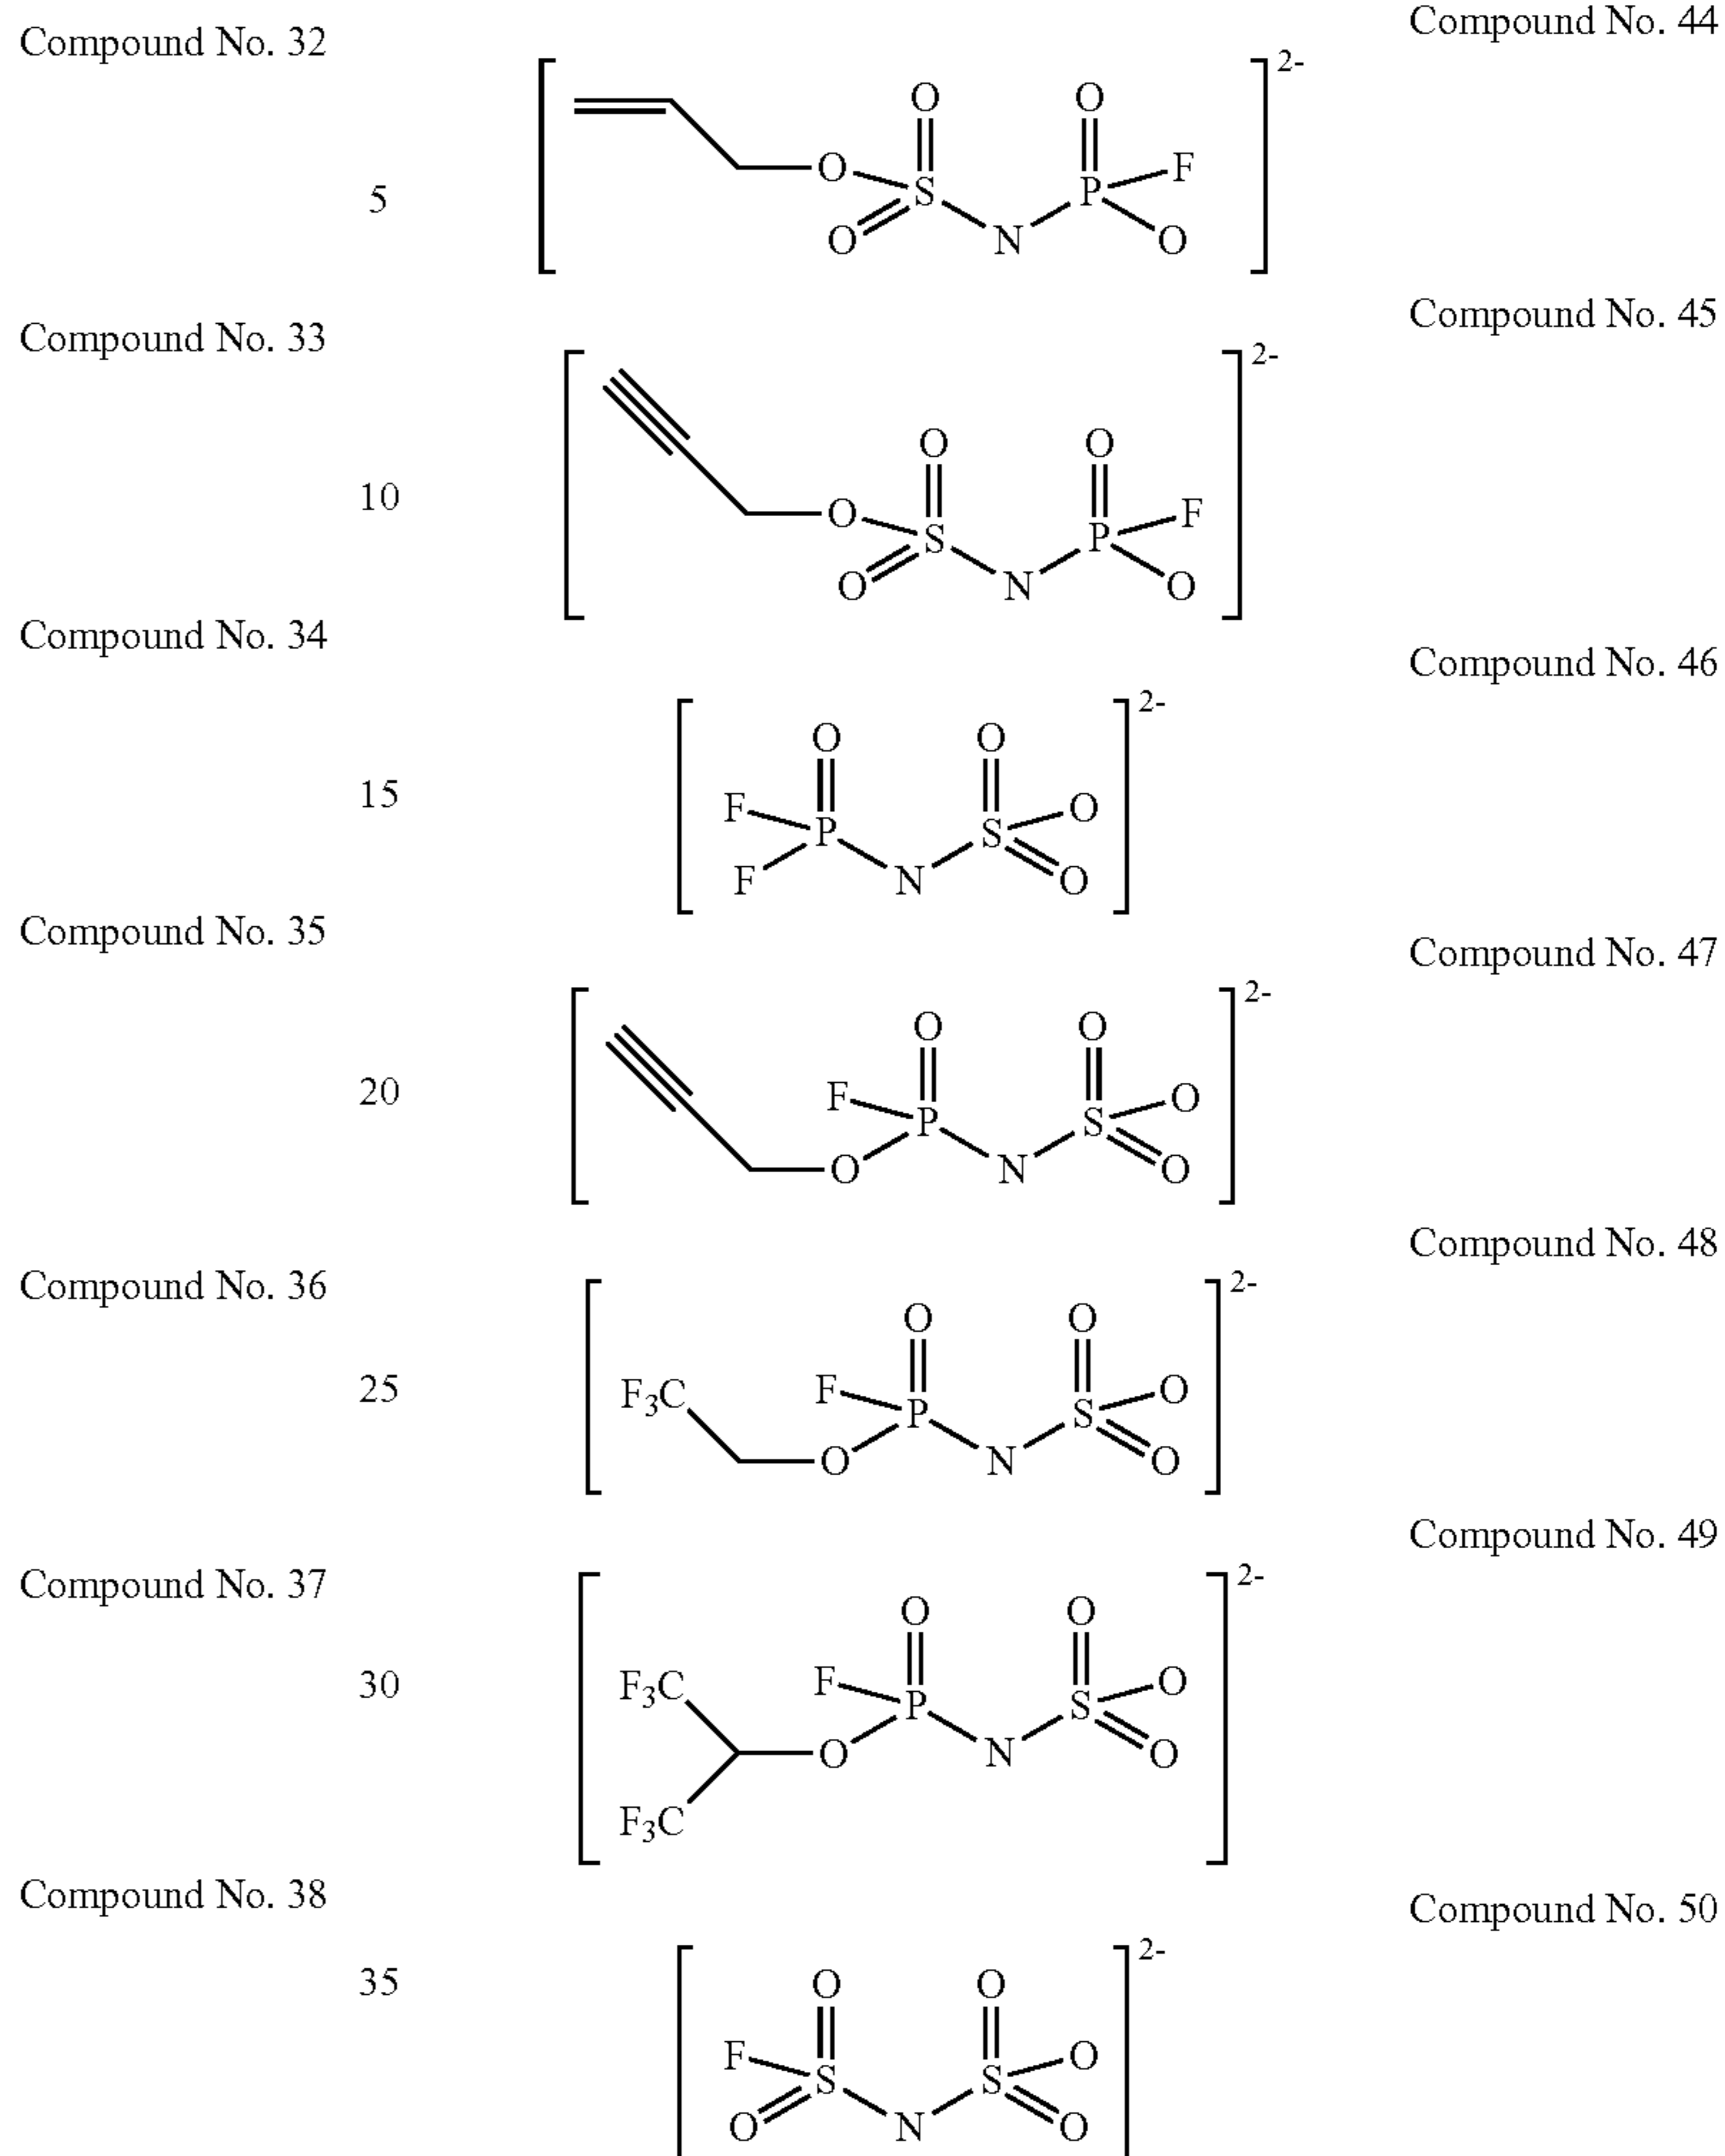 Compound No. 32
Compound No. 44
2-
O O
O S P F
5
O N O
Compound No. 45
Compound No. 33
2-
O O
10
O S P F
O N O
Compound No. 34
Compound No. 46
2-
O O
15
F P S O
F N O
Compound No. 35
Compound No. 47
2-
O O
20
F P S O
O N O
Compound No. 48
Compound No. 36
2-
O O
25
F3C F P S O
O N O
Compound No. 49
Compound No. 37
2-
O O
30
F3C F P S O
O N O
F3C
Compound No. 38
Compound No. 50
2-
35
O O
F S S O
O N O